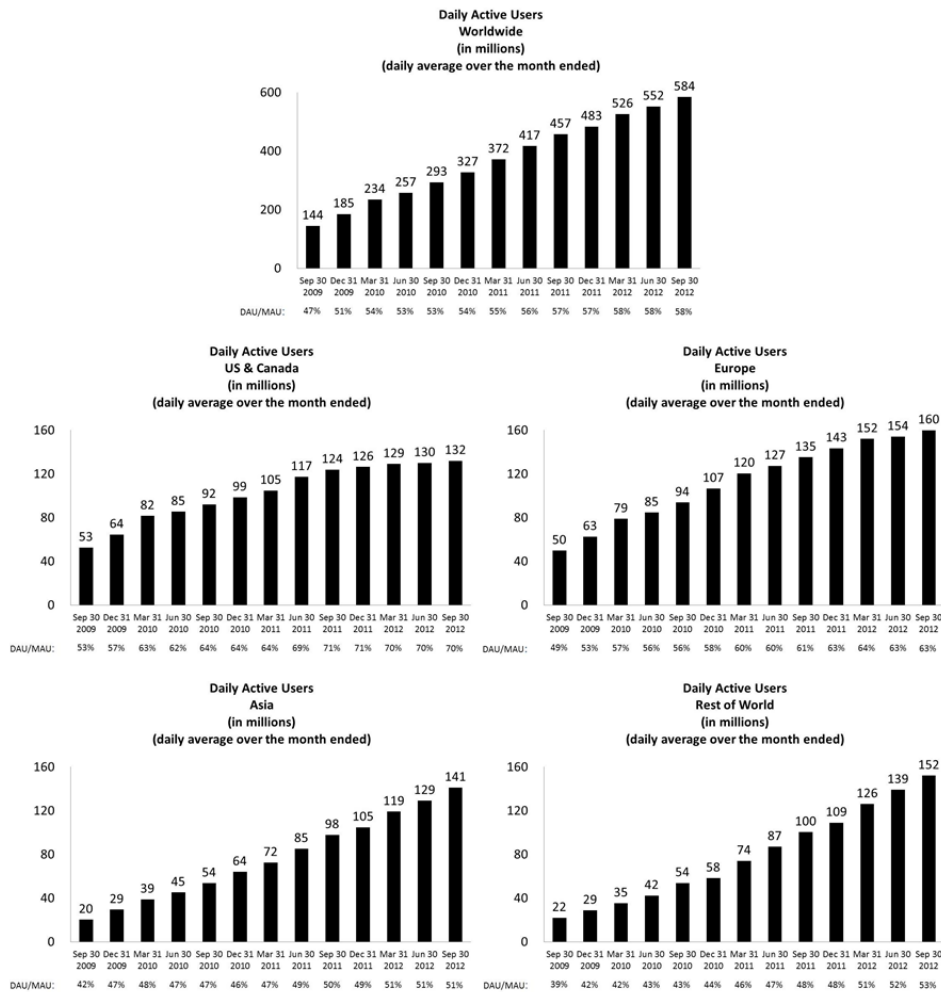 Daily Active Users
Worldwide
(in millions)
(daily average over the month ended)
600
400
200
0
144 185 234 257 293 327 372 417 457 483 526 552 584
Sep 30 Dec 31 Mar 31 Jun 30 Sep 30 Dec 31 Mar 31 Jun 30 Sep 30 Dec 31 Mar 31 Jun 30 Sep 30
2009 2009 2010 2010 2010 2010 2011 2011 2011 2011 2012 2012 2012
DAU/MAU: 47% 51% 54% 53% 53% 54% 55% 56% 57% 57% 58% 58% 58%
Daily Active Users
US & Canada
(in millions)
(daily average over the month ended)
160
120
80
40
0
53 64 82 85 92 99 105 117 124 126 129 130 132
Sep 30 Dec 31 Mar 31 Jun 30 Sep 30 Dec 31 Mar 31 Jun 30 Sep 30 Dec 31 Mar 31 Jun 30 Sep 30
2009 2009 2010 2010 2010 2010 2011 2011 2011 2011 2012 2012 2012
DAU/MAU: 53% 57% 63% 62% 64% 64% 64% 69% 71% 71% 70% 70% 70%
Daily Active Users
Europe
(in millions)
(daily average over the month ended)
160
120
80
40
0
50 63 79 85 94 107 120 127 135 143 152 154 160
Sep 30 Dec 31 Mar 31 Jun 30 Sep 30 Dec 31 Mar 31 Jun 30 Sep 30 Dec 31 Mar 31 Jun 30 Sep 30
2009 2009 2010 2010 2010 2010 2011 2011 2011 2011 2012 2012 2012
DAU/MAU: 49% 53% 57% 56% 56% 58% 60% 60% 61% 63% 64% 63% 63%
Daily Active Users
Asia
(in millions)
(daily average over the month ended)
160
120
80
40
0
20 29 39 45 54 64 72 85 98 105 119 129 141
Sep 30 Dec 31 Mar 31 Jun 30 Sep 30 Dec 31 Mar 31 Jun 30 Sep 30 Dec 31 Mar 31 Jun 30 Sep 30
2009 2009 2010 2010 2010 2010 2011 2011 2011 2011 2012 2012 2012
DAU/MAU: 42% 47% 48% 47% 47% 46% 47% 49% 50% 49% 51% 51% 51%
Daily Active Users
Rest of World
(in millions)
(daily average over the month ended)
160
120
80
40
0
22 29 35 42 54 58 74 87 100 109 126 139 152
Sep 30 Dec 31 Mar 31 Jun 30 Sep 30 Dec 31 Mar 31 Jun 30 Sep 30 Dec 31 Mar 31 Jun 30 Sep 30
2009 2009 2010 2010 2010 2010 2011 2011 2011 2011 2012 2012 2012
DAU/MAU: 39% 42% 42% 43% 43% 44% 46% 47% 48% 48% 51% 52% 53%